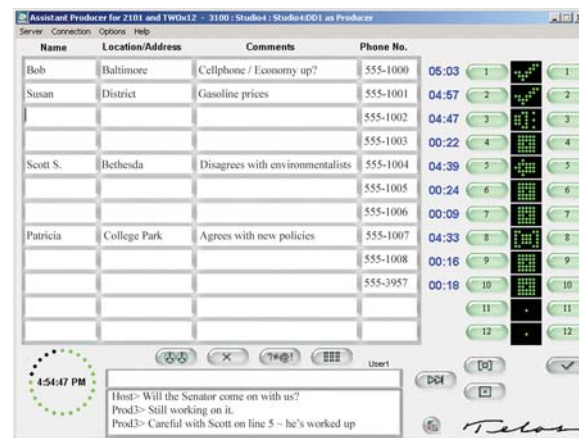 Assistant Producer for 2101 and TWOx12 - 3100 : Studio4 : Studio4:DD1 as Producer
Server Connection Options Help
Name Location/Address Comments Phone No.
Bob Baltimore Cellphone / Economy up? 555-1000 05:03 1 1
Susan District Gasoline prices 555-1001 04:57 2 2
555-1002 04:47 3 3
555-1003 00:22 4 4
Scott S. Bethesda Disagrees with environmentalists 555-1004 04:39 5 5
555-1005 00:24 6 6
555-1006 00:09 7 7
Patricia College Park Agrees with new policies 555-1007 04:33 8 8
555-1008 00:16 9 9
555-3957 00:18 10 10
11 11
12 12
?#@! User1
4:54:47 PM
Host> Will the Senator come on with us?
Prod3> Still working on it.
Prod3> Careful with Scott on line 5 ~ he's worked up
Telos